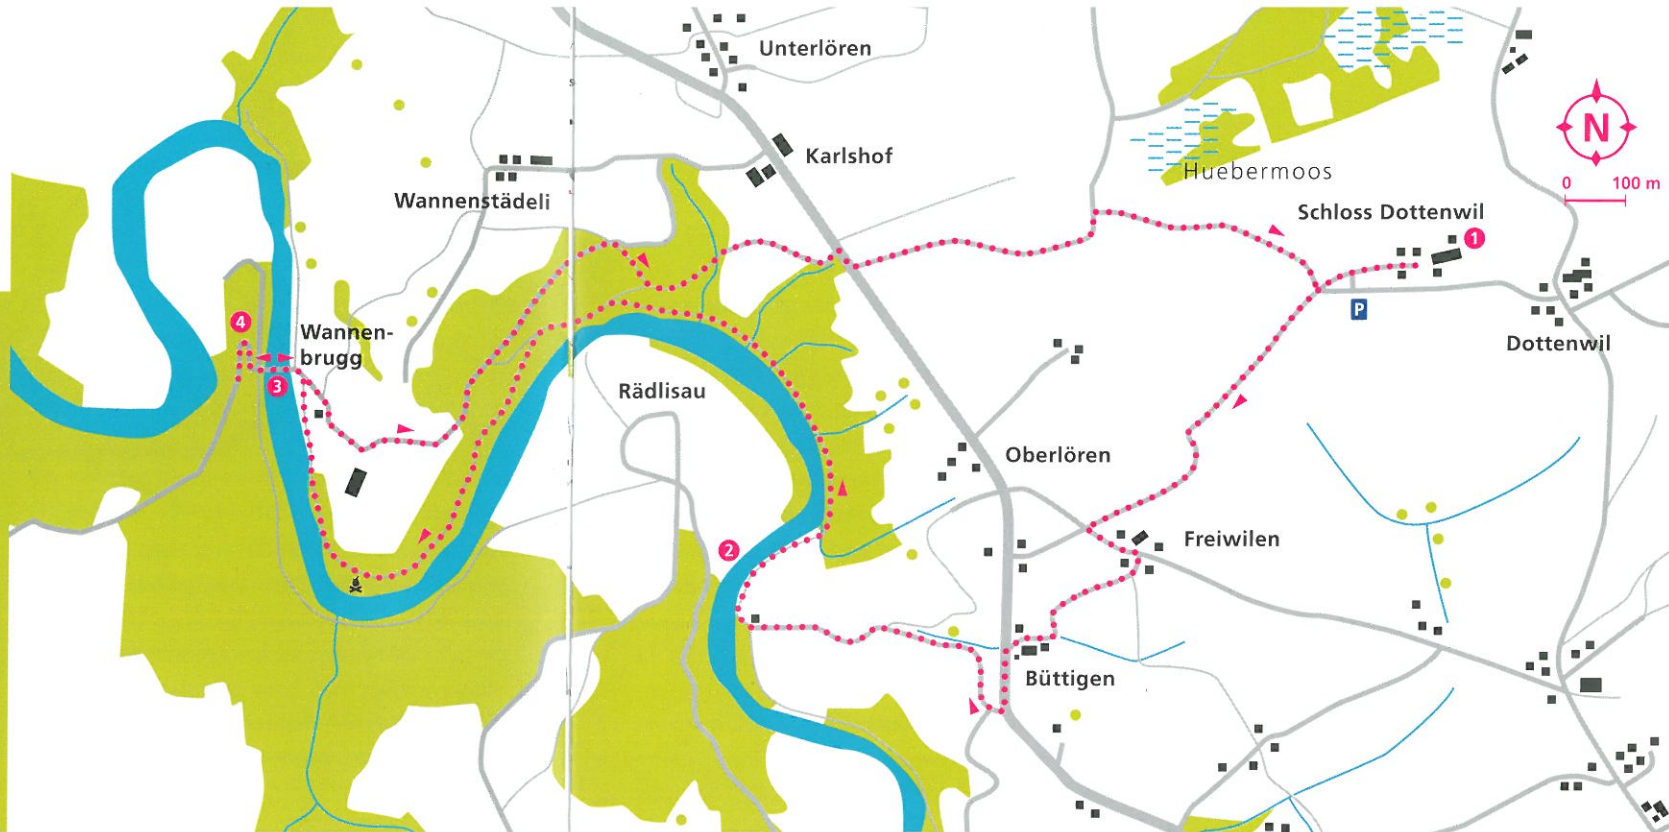 Unterlören
Karlshof
Huebermoos
N
0 100 m
Wannenstädeli
Schloss Dottenwil
1
4
Wannen-
brugg
3
P
Dottenwil
Rädlisau
Oberlören
2
Freiwilen
Büttigen